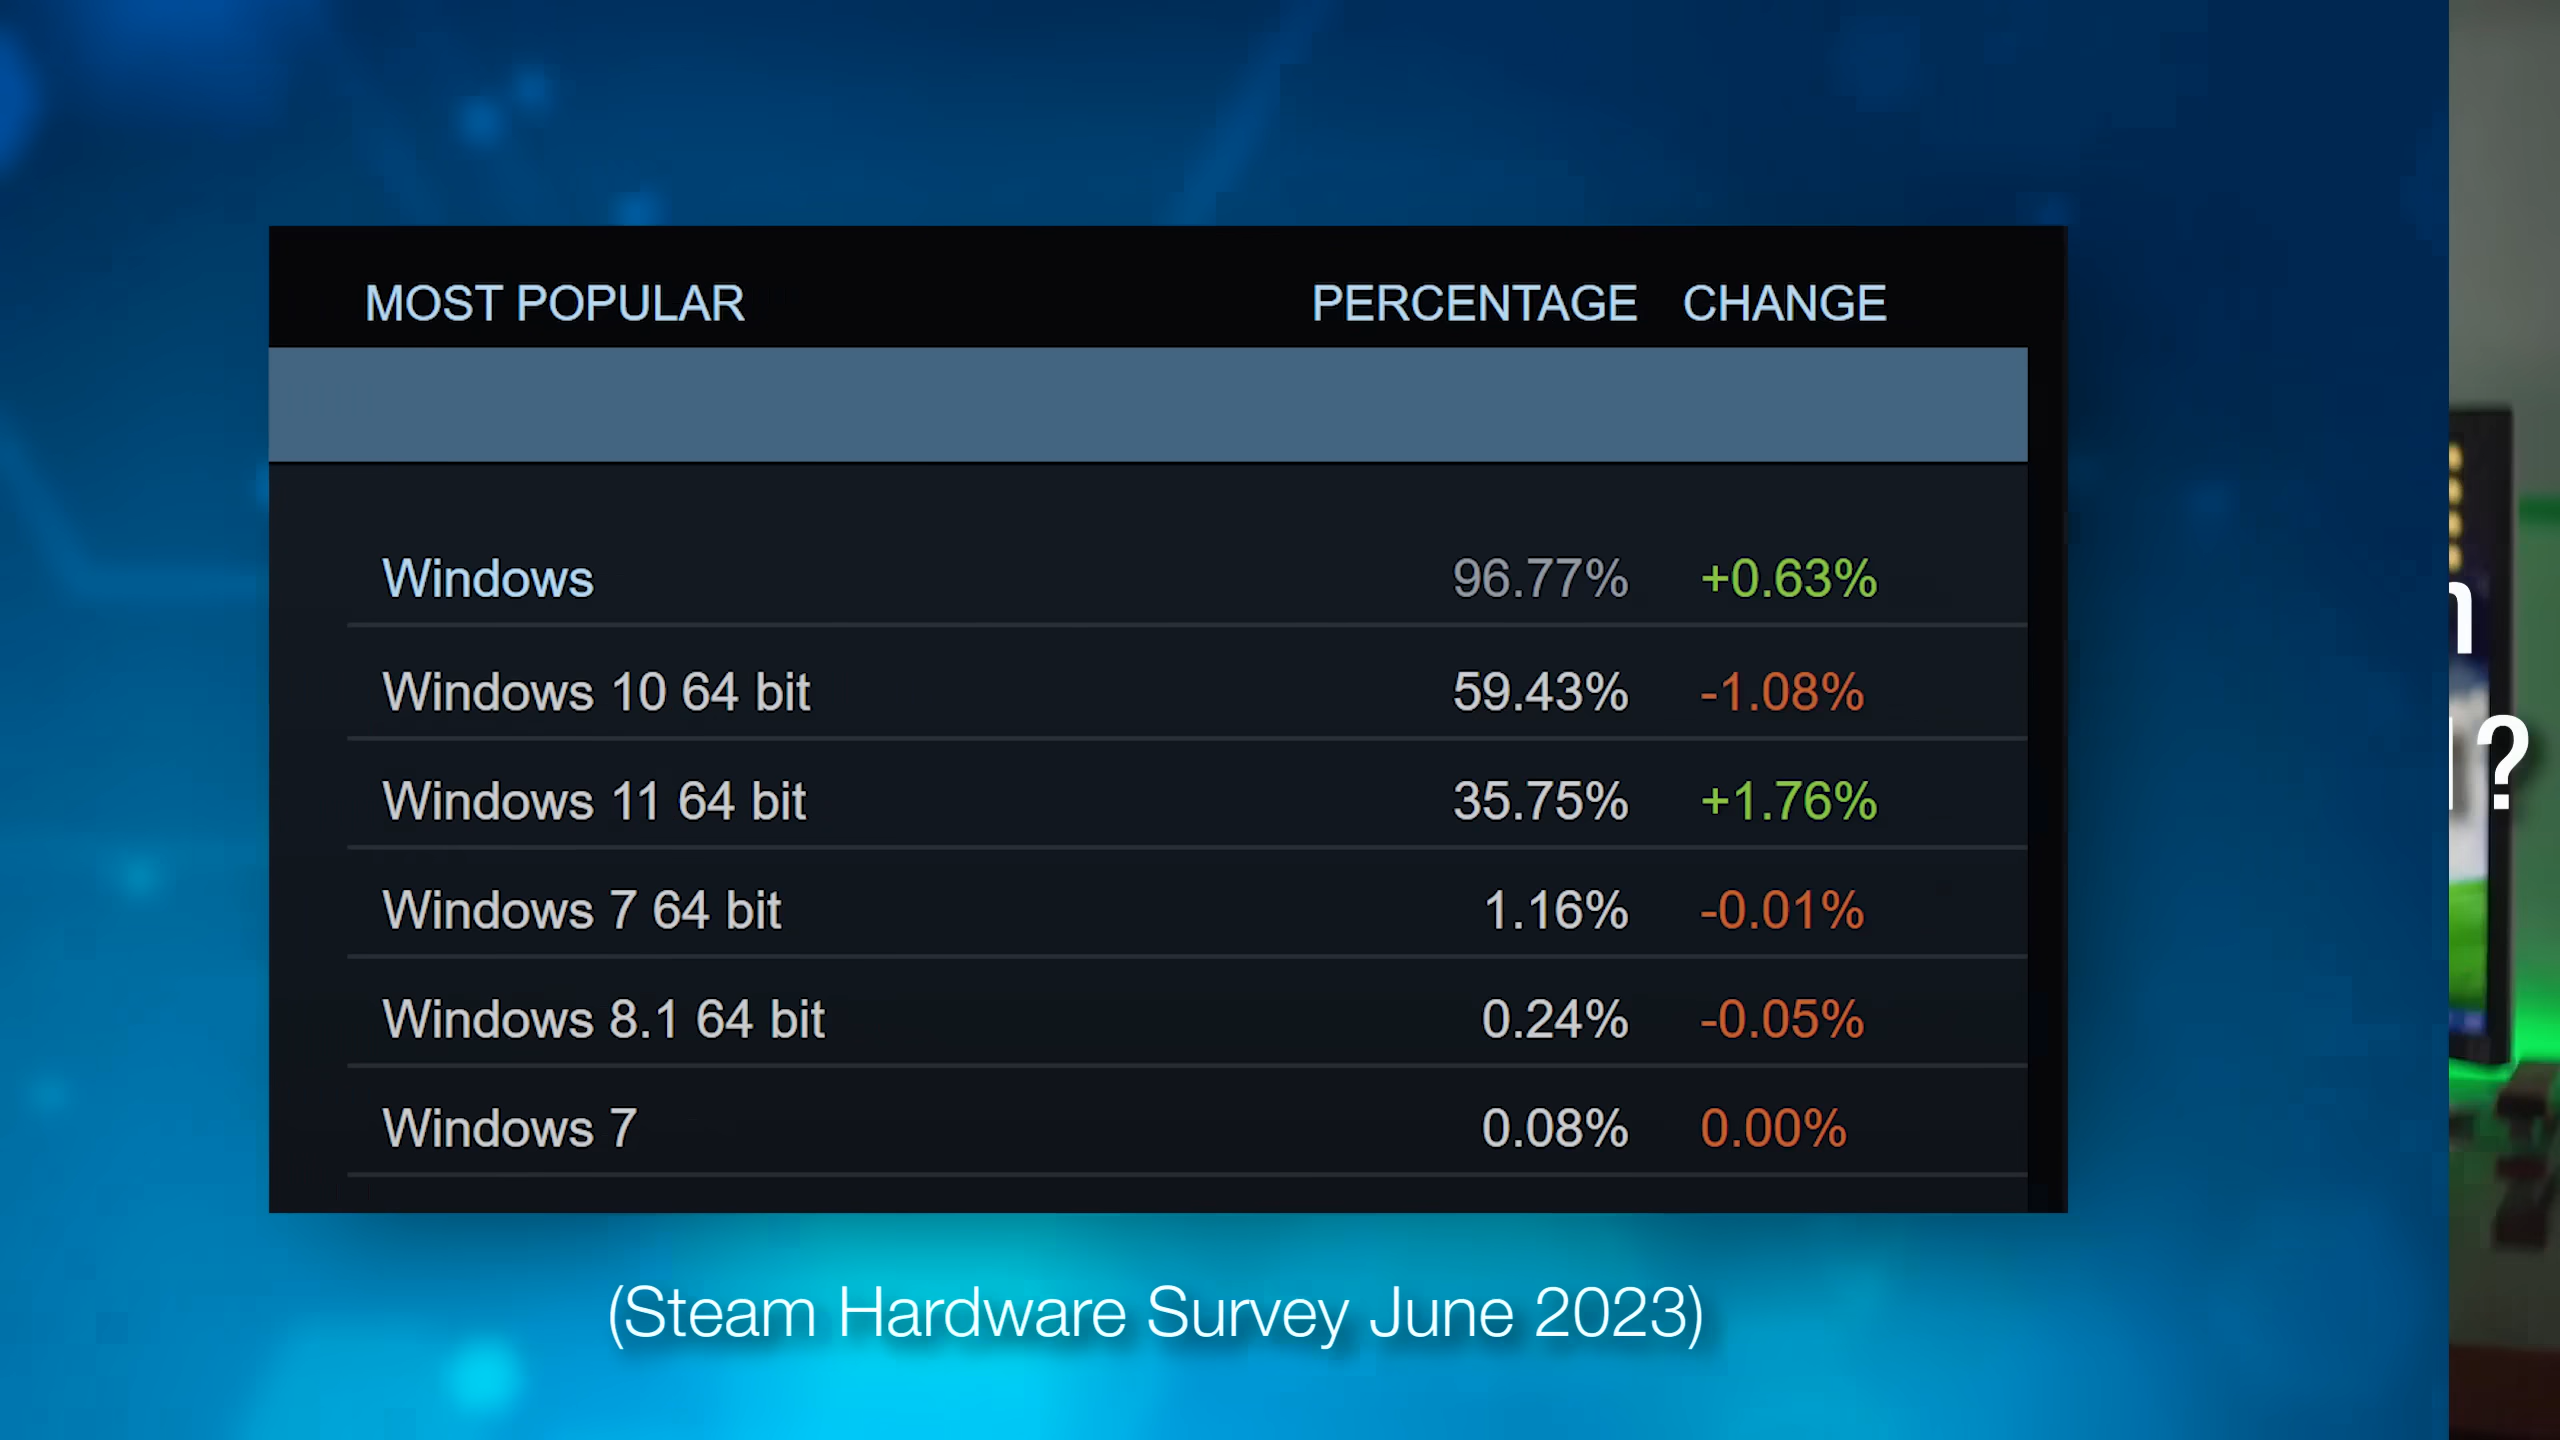 MOST POPULAR PERCENTAGE CHANGE
Windows 96.77% +0.63%
Windows 10 64 bit 59.43% -1.08%
Windows 11 64 bit 35.75% +1.76%
Windows 7 64 bit 1.16% -0.01%
Windows 8.1 64 bit 0.24% -0.05%
Windows 7 0.08% 0.00%
(Steam Hardware Survey June 2023)
n
?